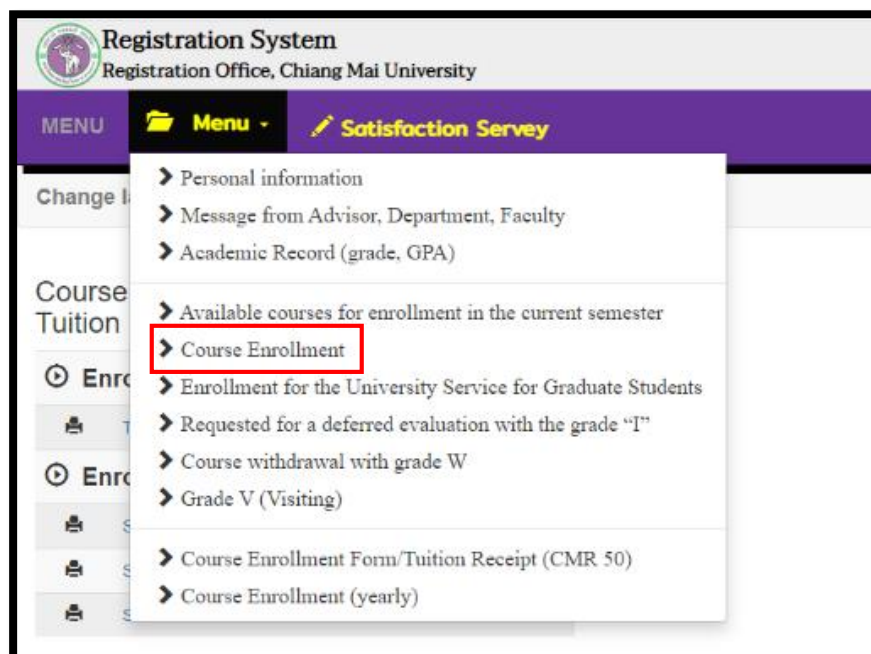 Registration System
Registration Office, Chiang Mai University
MENU Menu Satisfaction Servey
Personal information
Change
Message from Advisor, Department, Faculty
Academic Record (grade, GPA)
Course
Tuition
Available courses for enrollment in the current semester
Course Enrollment
Enrollment for the University Service for Graduate Students
Requested for a deferred evaluation with the grade “I”
Course withdrawal with grade W
Grade V (Visiting)
Course Enrollment Form/Tuition Receipt (CMR 50)
Course Enrollment (yearly)